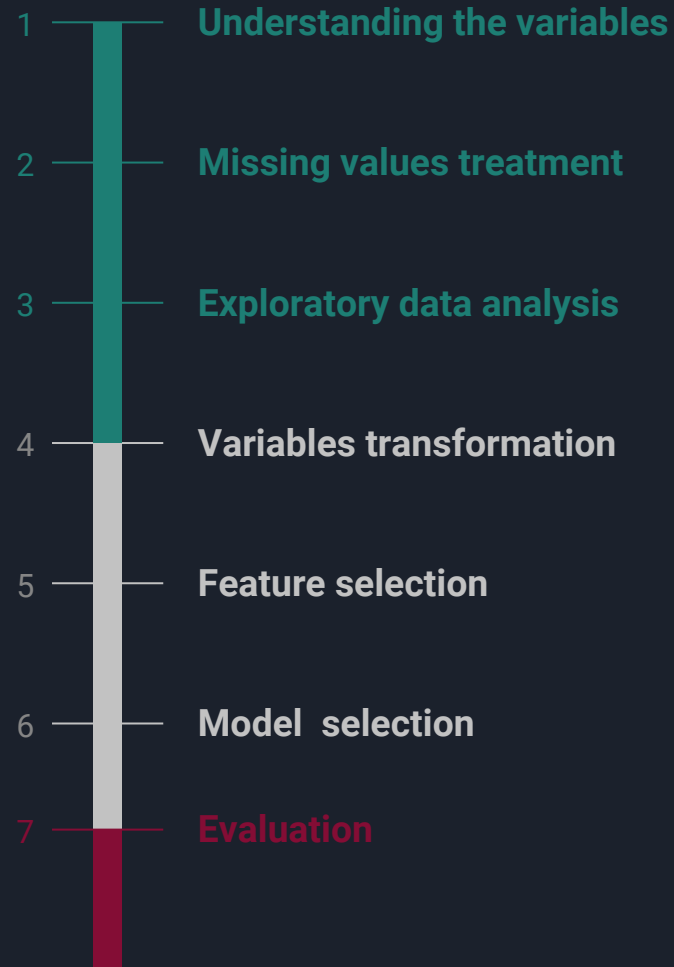 1 Understanding the variables
2 Missing values treatment
3 Exploratory data analysis
4 Variables transformation
5 Feature selection
6 Model selection
7 Evaluation